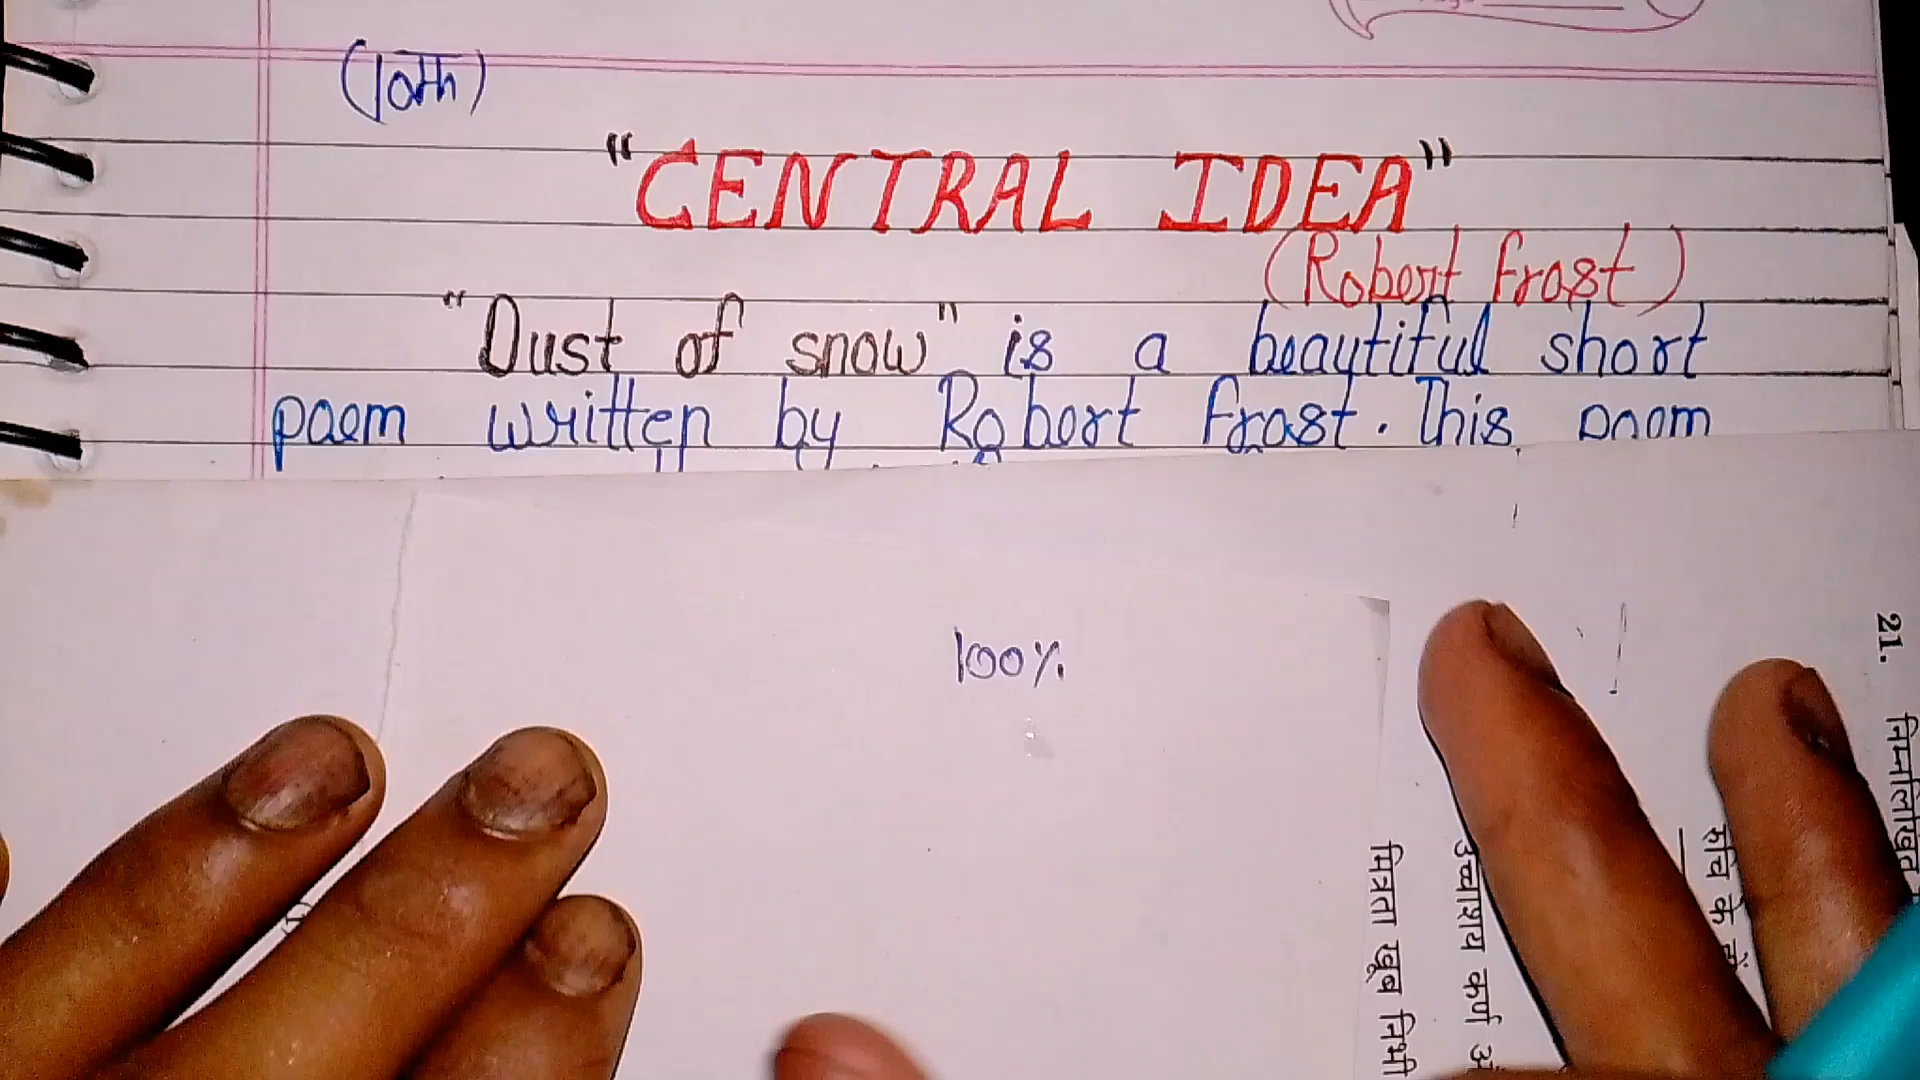 (10th)
"CENTRAL IDEA"
(Robert Frost)
"Dust of snow" is a beautiful short
poem written by Robert Frost. This poem
100%
21.
निम्नलिखित
रुचि के
उच्चाशय कर्ण
मित्रता खूब निभी